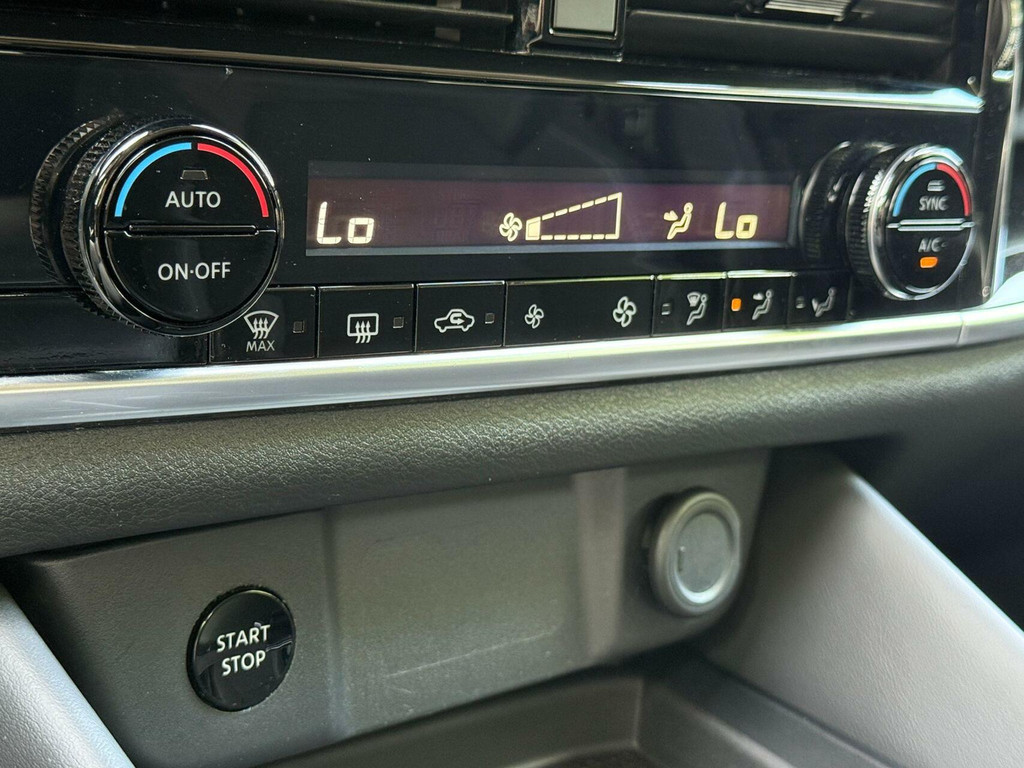 AUTO
ON·OFF
Lo
Lo
SYNC
A/C
MAX
START
STOP